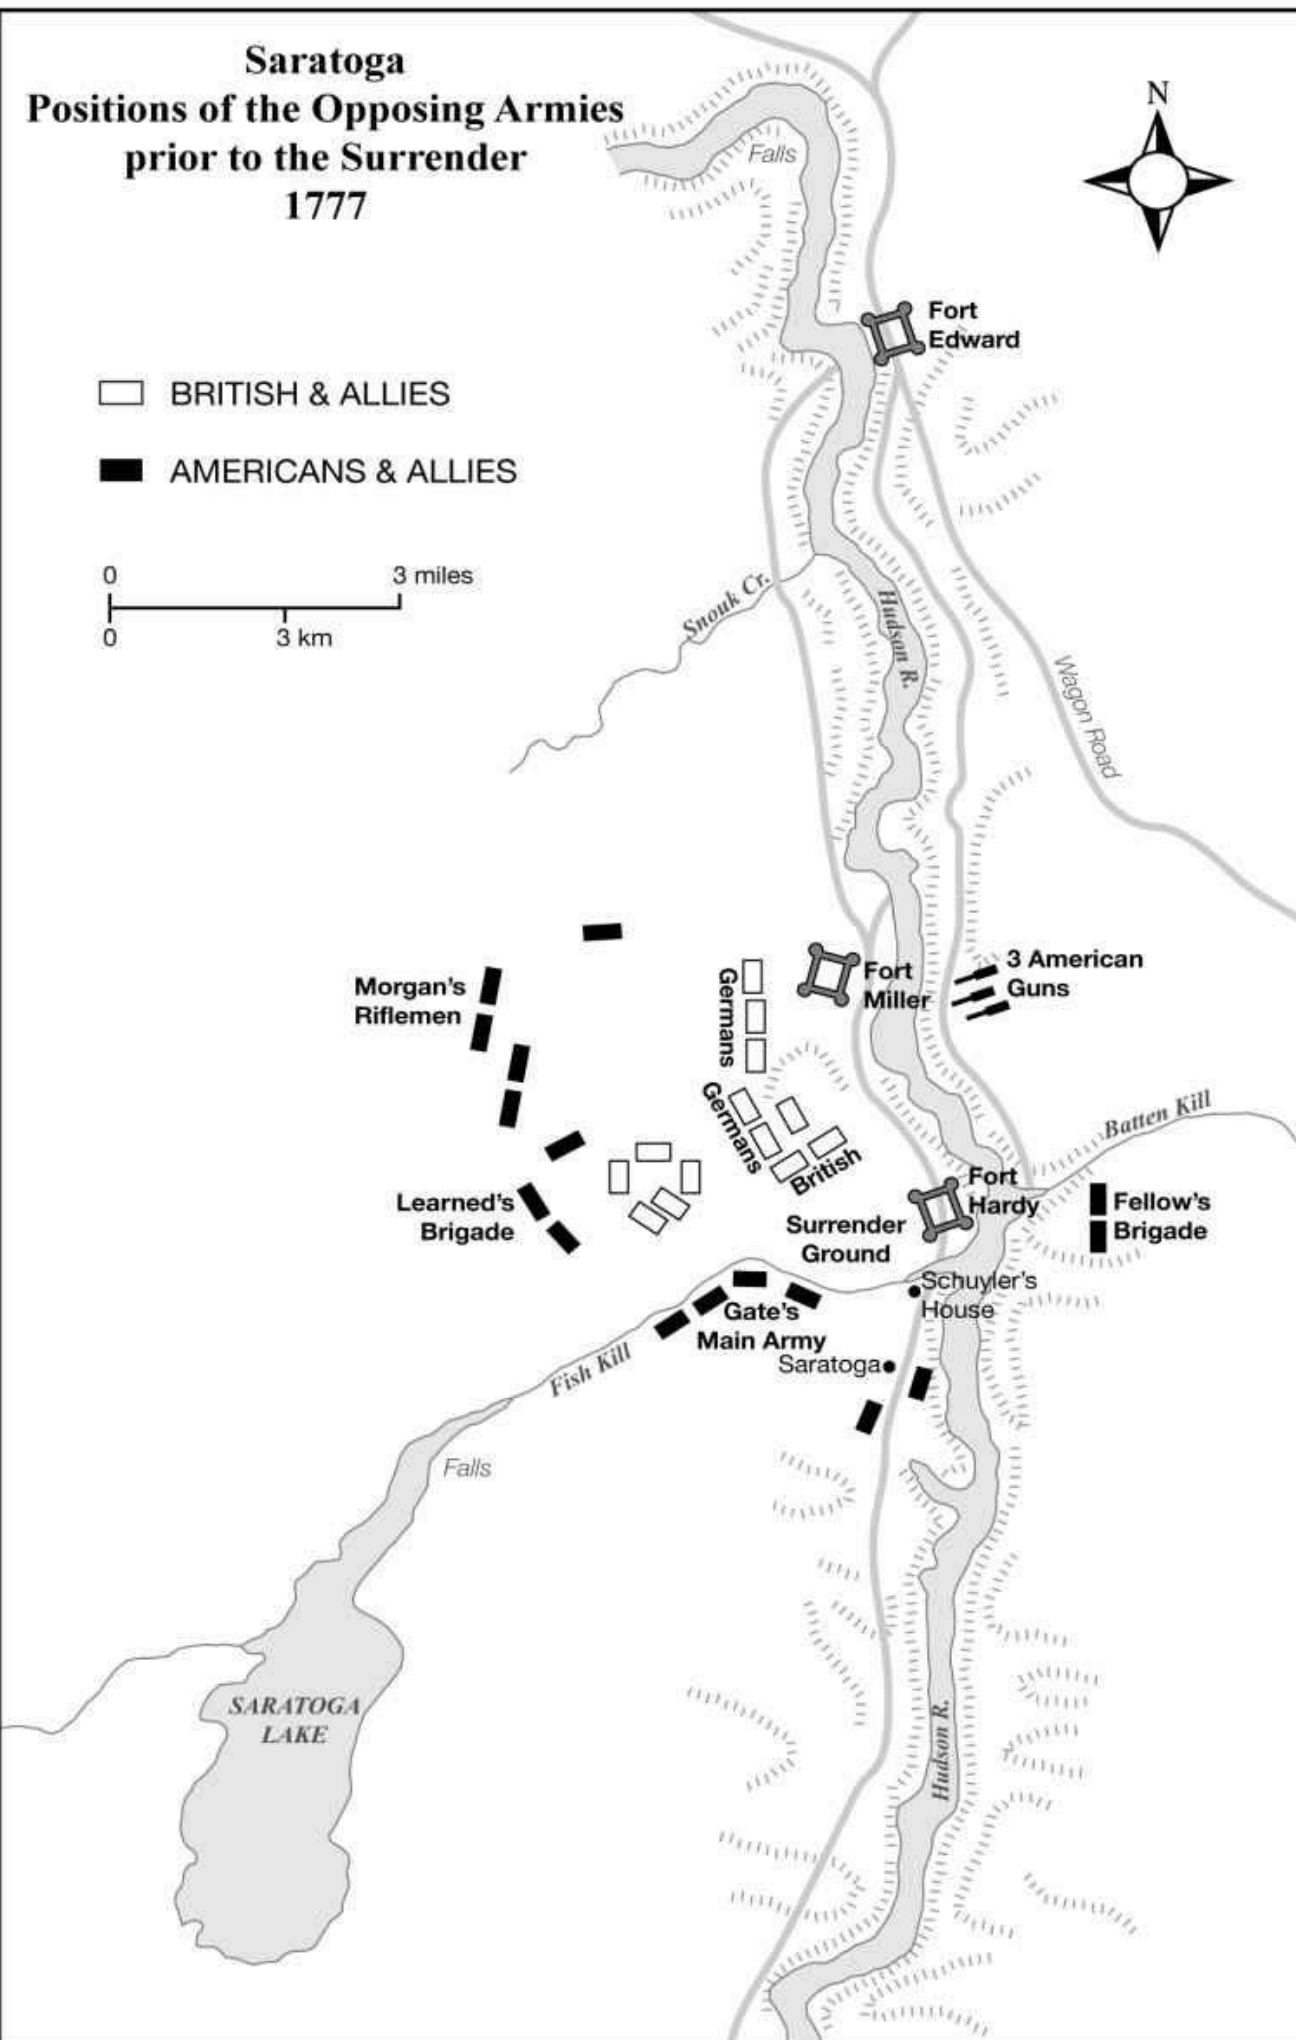 Saratoga
Positions of the Opposing Armies
prior to the Surrender
1777
N
Falls
Fort
Edward
BRITISH & ALLIES
AMERICANS & ALLIES
0 3 miles
0 3 km
Snouk Cr.
Hudson R.
Wagon Road
Morgan's
Riflemen
Germans
Fort
Miller
3 American
Guns
Germans
British
Batten Kill
Learned's
Brigade
Fort
Hardy
Fellow's
Brigade
Surrender
Ground
Schuyler's
House
Gate's
Main Army
Saratoga
Fish Kill
Falls
SARATOGA
LAKE
Hudson R.